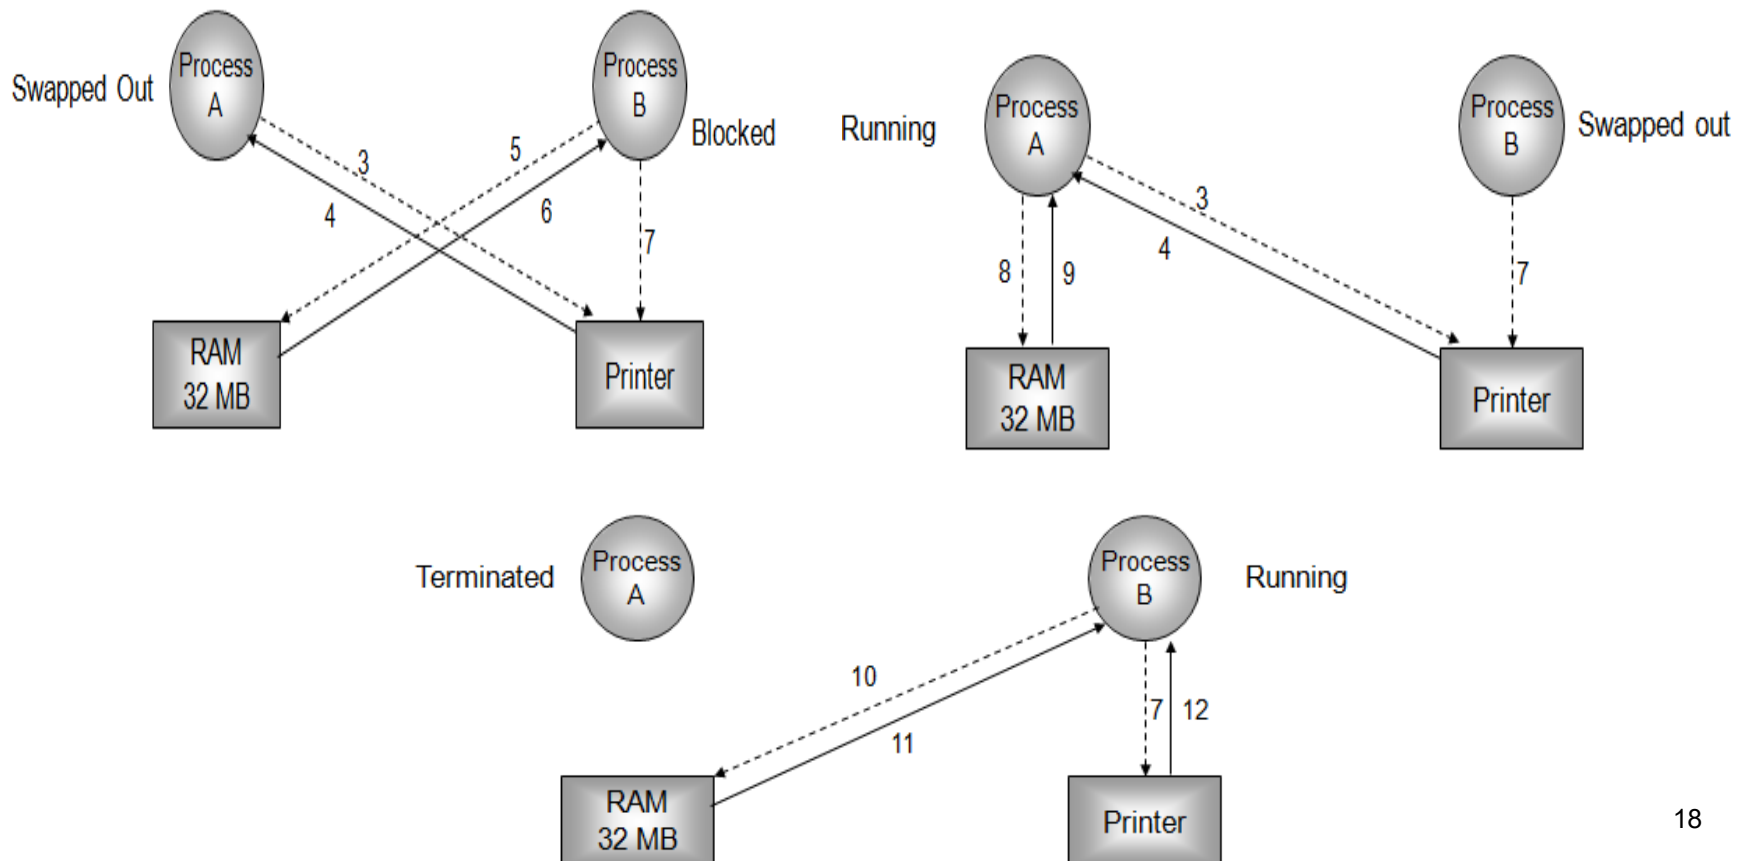 Swapped Out
Process
A
Process
B
Blocked
3
4
5
6
7
RAM
32 MB
Printer
Running
Process
A
Process
B
Swapped out
3
4
8
9
7
RAM
32 MB
Printer
Terminated
Process
A
Process
B
Running
10
11
7
12
RAM
32 MB
Printer
18